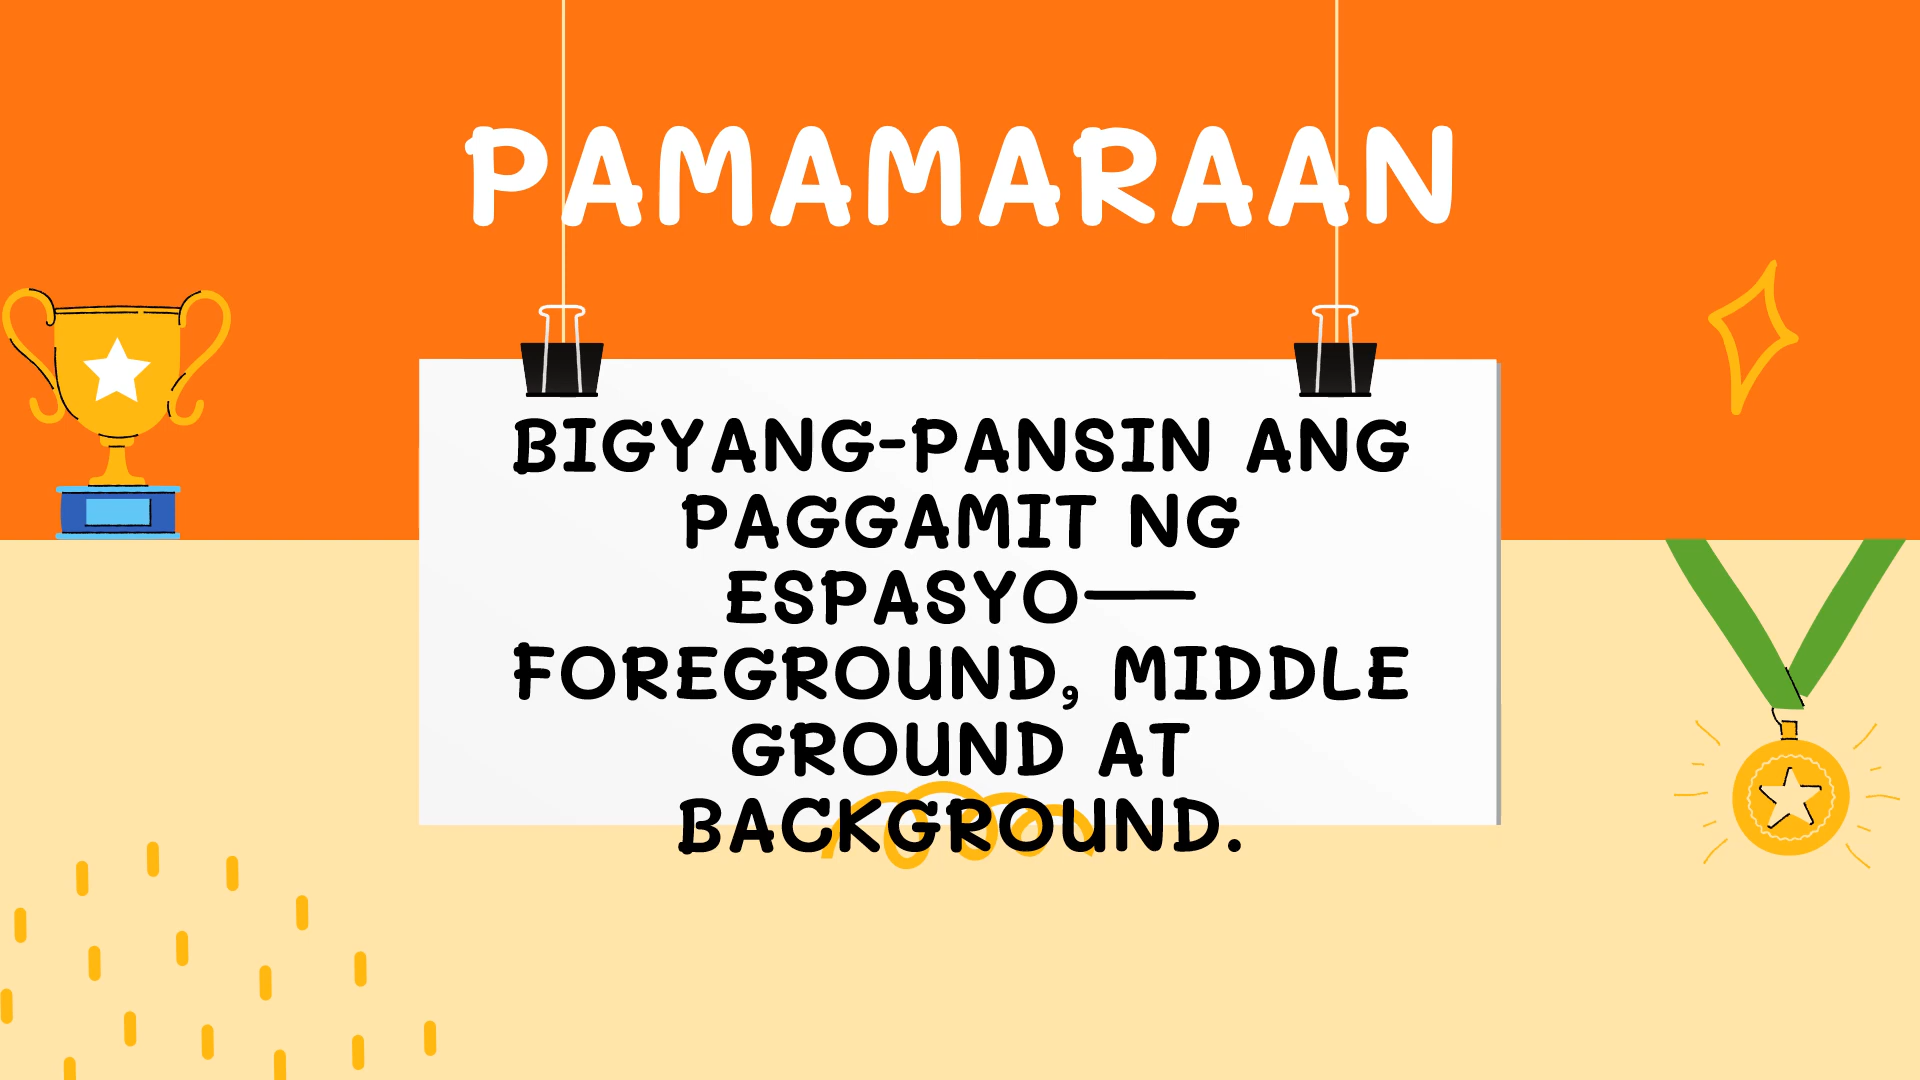 PAMAMARAAN
BIGYANG-PANSIN ANG
PAGGAMIT NG
ESPASYO——
FOREGROUND, MIDDLE
GROUND AT
BACKGROUND.